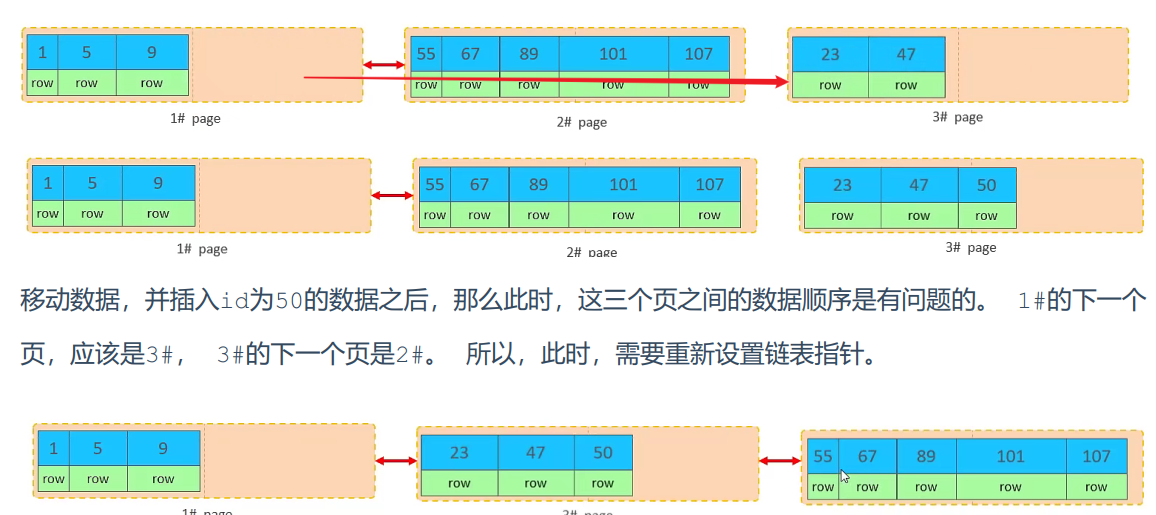 1 5 9
row row row
1# page
55 67 89 101 107
row row row row row
2# page
23 47
row row
3# page
1 5 9
row row row
1# page
55 67 89 101 107
row row row row row
2# page
23 47 50
row row row
3# page
移动数据，并插入id为50的数据之后，那么此时，这三个页之间的数据顺序是有问题的。 1#的下一个
页，应该是3#， 3#的下一个页是2#。 所以，此时，需要重新设置链表指针。
1 5 9
row row row
1# page
23 47 50
row row row
page
55 67 89 101 107
row row row row row